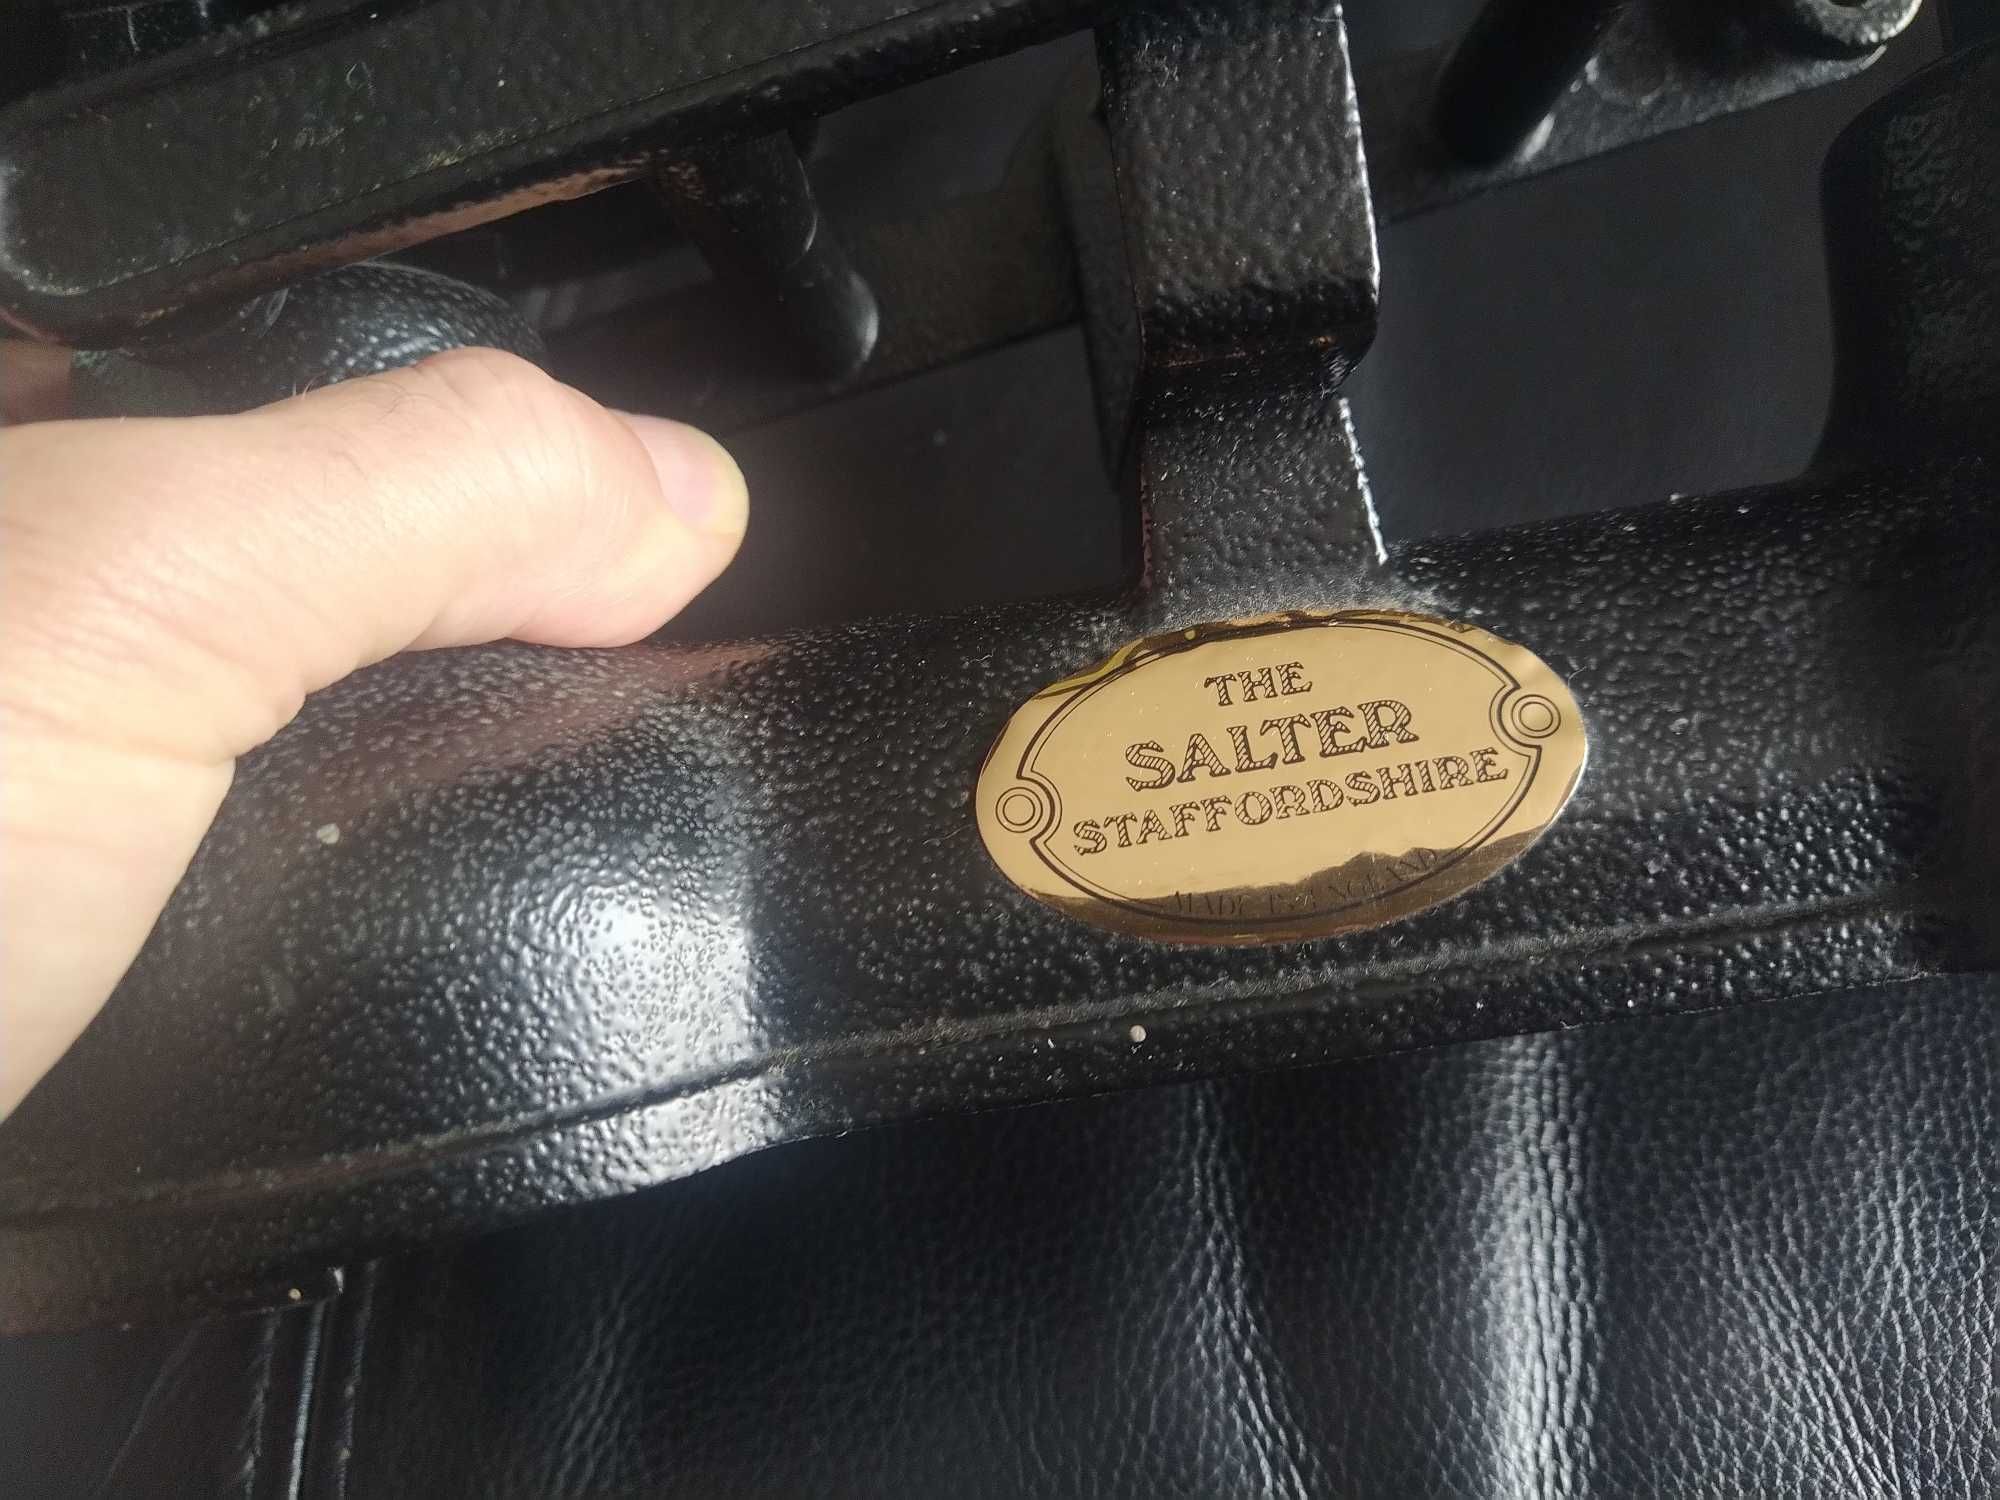 THE
SALTER
STAFFORDSHIRE
MADE IN ENGLAND